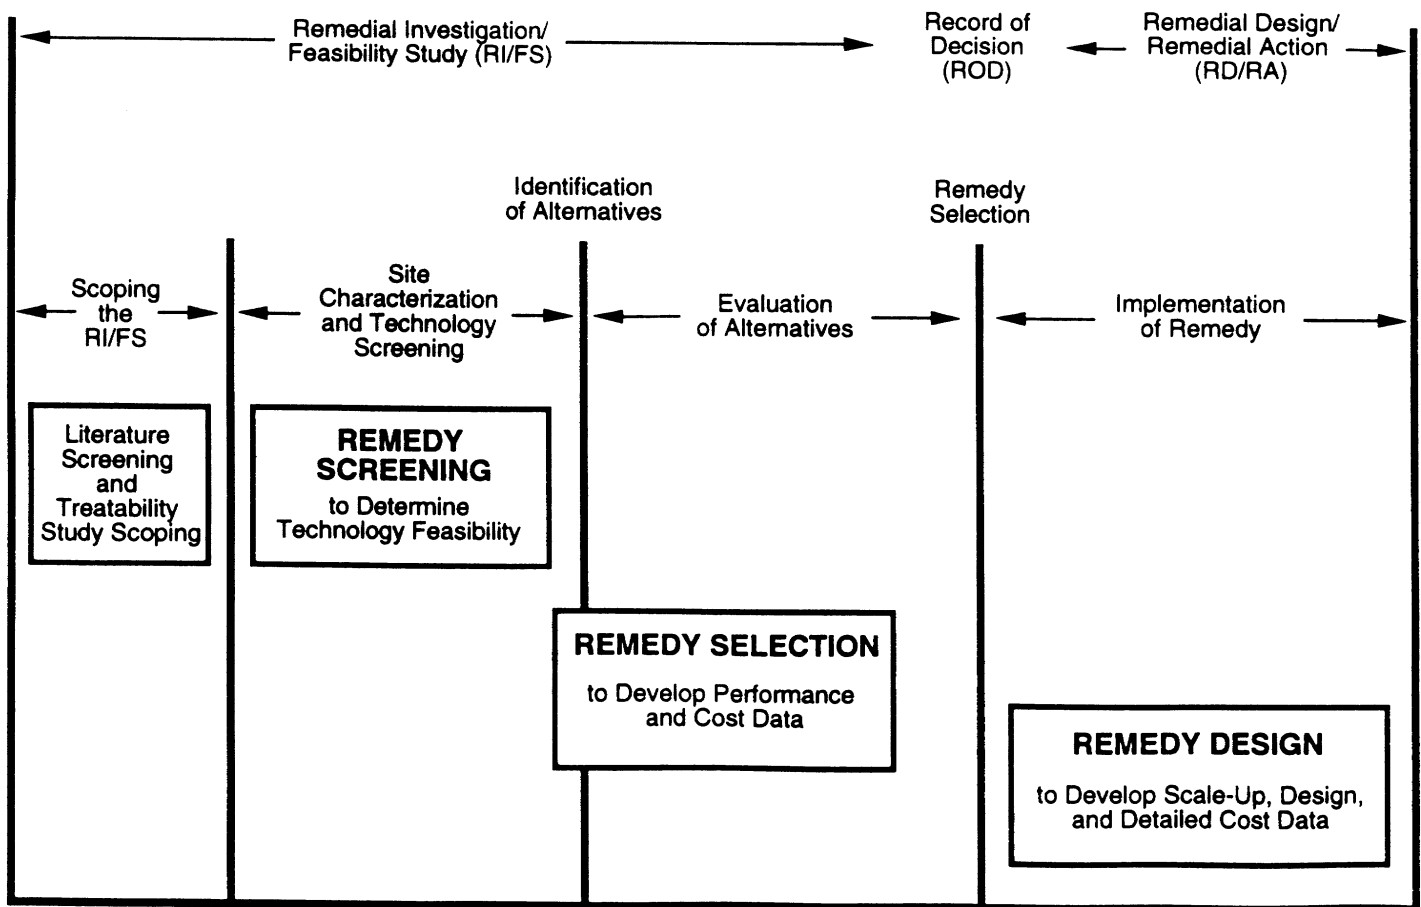 Remedial Investigation/
Feasibility Study (RI/FS)
Record of
Decision
(ROD)
Remedial Design/
Remedial Action
(RD/RA)
Identification
of Alternatives
Remedy
Selection
Scoping
the
RI/FS
Site
Characterization
and Technology
Screening
Evaluation
of Alternatives
Implementation
of Remedy
Literature
Screening
and
Treatability
Study Scoping
REMEDY
SCREENING
to Determine
Technology Feasibility
REMEDY SELECTION
to Develop Performance
and Cost Data
REMEDY DESIGN
to Develop Scale-Up, Design,
and Detailed Cost Data